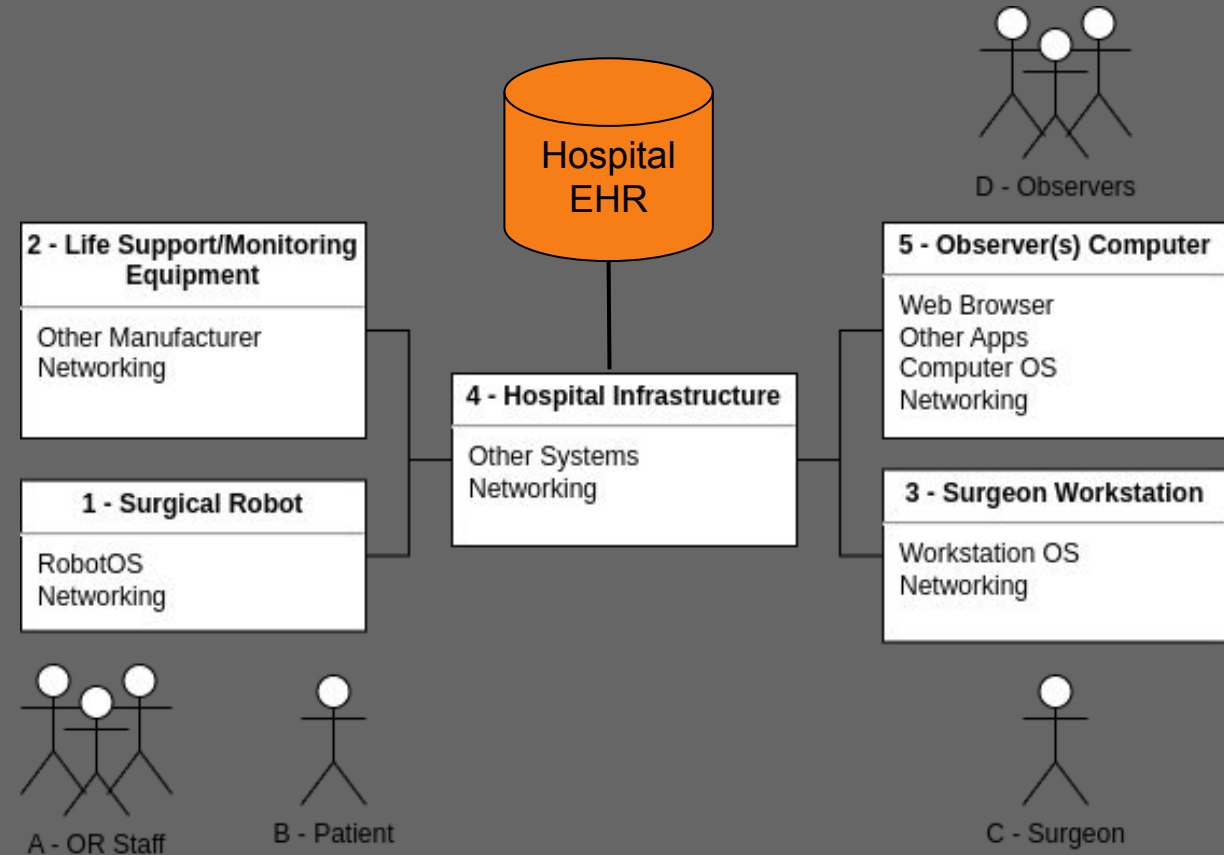 Hospital
EHR
D - Observers
2 - Life Support/Monitoring
Equipment
Other Manufacturer
Networking
5 - Observer(s) Computer
Web Browser
Other Apps
Computer OS
Networking
4 - Hospital Infrastructure
Other Systems
Networking
1 - Surgical Robot
RobotOS
Networking
3 - Surgeon Workstation
Workstation OS
Networking
A - OR Staff
B - Patient
C - Surgeon